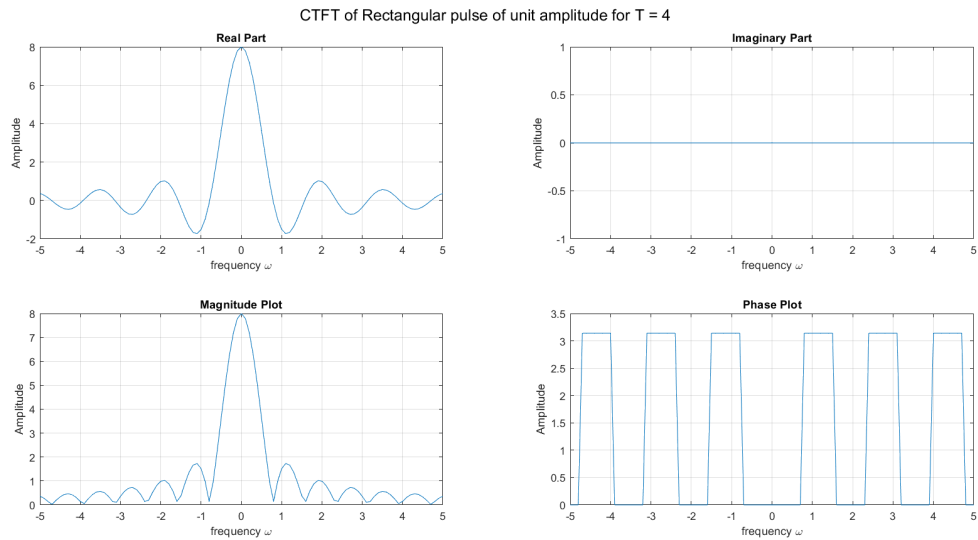 CTFT of Rectangular pulse of unit amplitude for T = 4
Real Part
8
6
4
2
0
-2
Amplitude
-5 -4 -3 -2 -1 0 1 2 3 4 5
frequency ω
Imaginary Part
1
0.5
0
-0.5
-1
Amplitude
-5 -4 -3 -2 -1 0 1 2 3 4 5
frequency ω
Magnitude Plot
8
7
6
5
4
3
2
1
0
Amplitude
-5 -4 -3 -2 -1 0 1 2 3 4 5
frequency ω
Phase Plot
3.5
3
2.5
2
1.5
1
0.5
0
Amplitude
-5 -4 -3 -2 -1 0 1 2 3 4 5
frequency ω